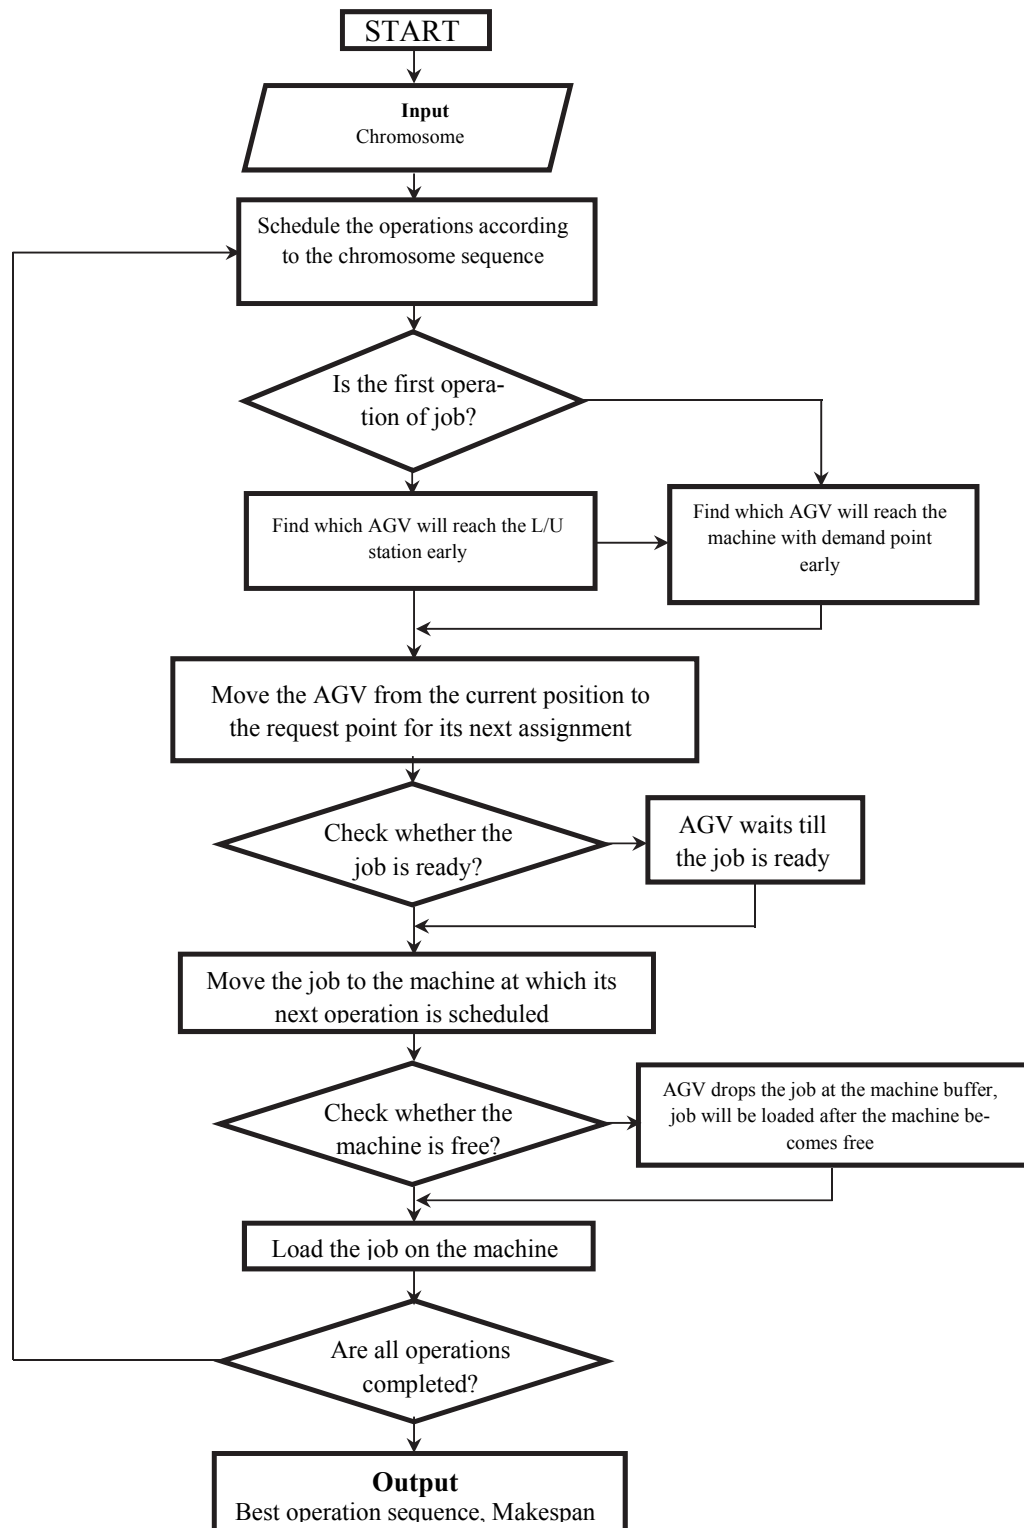 START
Input
Chromosome
Schedule the operations according
to the chromosome sequence
Is the first opera-
tion of job?
Find which AGV will reach the L/U
station early
Find which AGV will reach the
machine with demand point
early
Move the AGV from the current position to
the request point for its next assignment
Check whether the
job is ready?
AGV waits till
the job is ready
Move the job to the machine at which its
next operation is scheduled
Check whether the
machine is free?
AGV drops the job at the machine buffer,
job will be loaded after the machine be-
comes free
Load the job on the machine
Are all operations
completed?
Output
Best operation sequence, Makespan